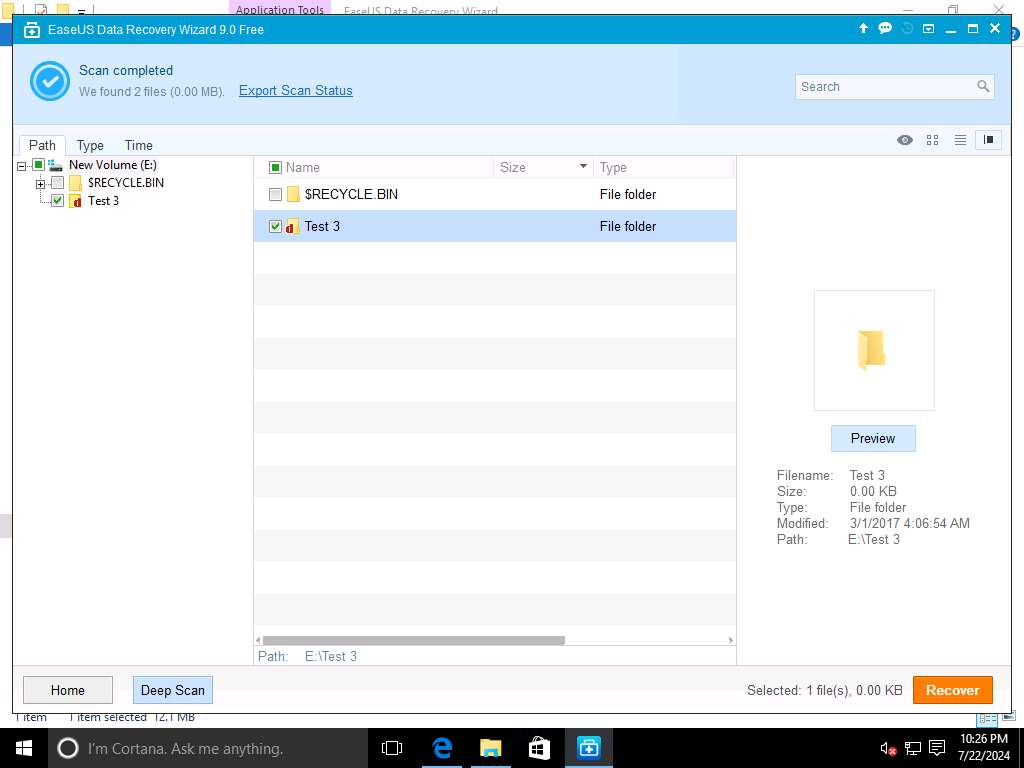 Application Tools
EaseUS Data Recovery Wizard
EaseUS Data Recovery Wizard 9.0 Free
Scan completed
We found 2 files (0.00 MB).
Export Scan Status
Search
Path
Type
Time
New Volume (E:)
$RECYCLE.BIN
Test 3
Name
Size
Type
$RECYCLE.BIN
File folder
Test 3
File folder
Preview
Filename: Test 3
Size: 0.00 KB
Type: File folder
Modified: 3/1/2017 4:06:54 AM
Path: E:\Test 3
Path: E:\Test 3
Home
Deep Scan
Selected: 1 file(s), 0.00 KB
Recover
1 item 1 item selected 12.1 MB
I'm Cortana. Ask me anything.
10:26 PM
7/22/2024